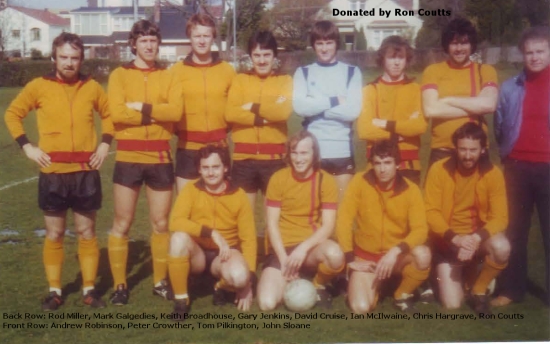 Donated by Ron Coutts
Back Row: Rod Miller, Mark Galgedies, Keith Broadhouse, Gary Jenkins, David Cruise, Ian McIlwaine, Chris Hargrave, Ron Coutts
Front Row: Andrew Robinson, Peter Crowther, Tom Pilkington, John Sloane